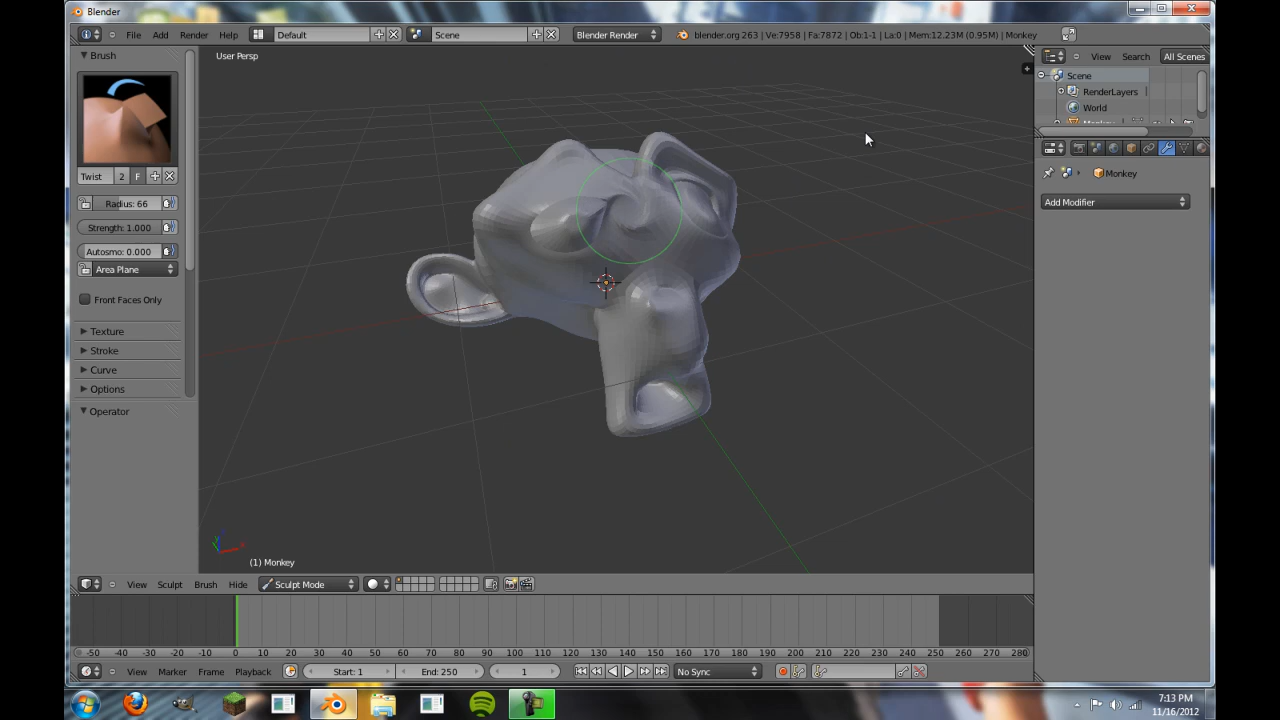 Blender
File Add Render Help Default Scene Blender Render blender.org 263 | Ve:7958 | Fa:7872 | Ob:1-1 | La:0 | Mem:12.23M (0.95M) | Monkey
Brush
User Persp
View Search All Scenes
Scene
RenderLayers
World
Monkey
Twist 2 F
Radius: 66
Strength: 1.000
Autosmo: 0.000
Area Plane
Front Faces Only
Texture
Stroke
Curve
Options
Operator
Monkey
Add Modifier
(1) Monkey
View Sculpt Brush Hide Sculpt Mode
-50 -40 -30 -20 -10 0 10 20 30 40 50 60 70 80 90 100 110 120 130 140 150 160 170 180 190 200 210 220 230 240 250 260 270 280
View Marker Frame Playback Start: 1 End: 250 1 No Sync
7:13 PM
11/16/2012